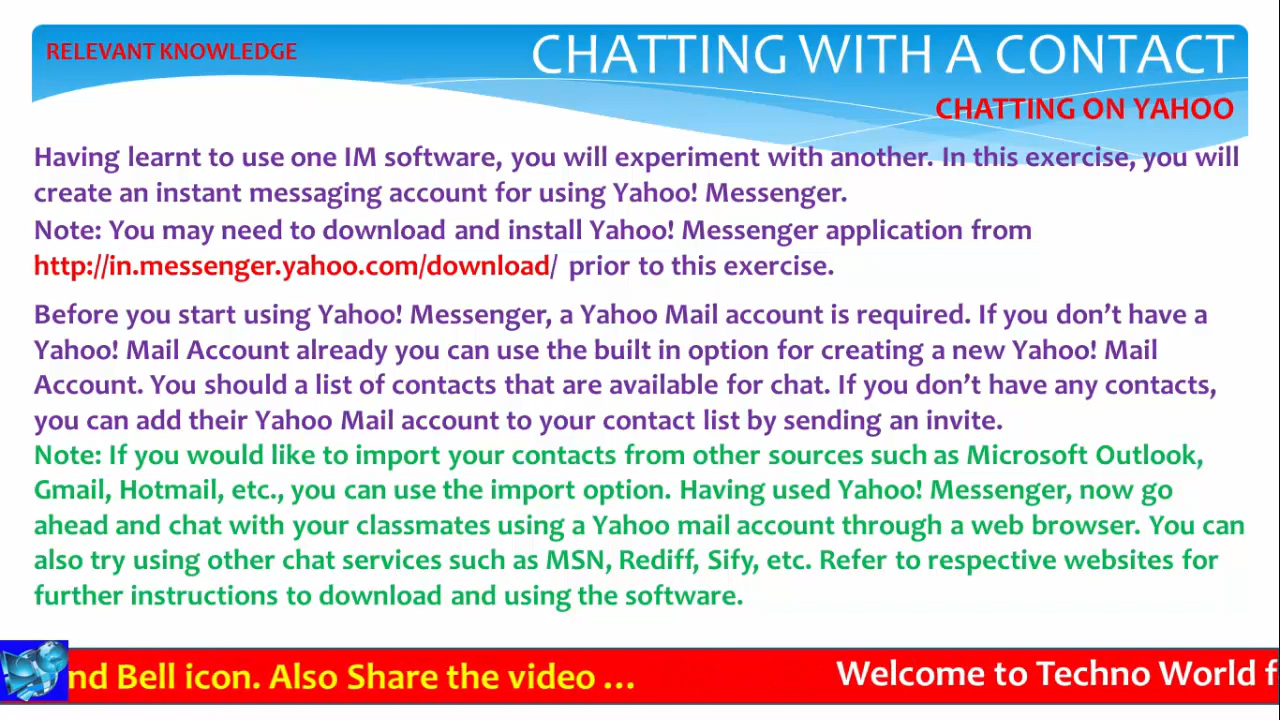 RELEVANT KNOWLEDGE
CHATTING WITH A CONTACT
CHATTING ON YAHOO
Having learnt to use one IM software, you will experiment with another. In this exercise, you will
create an instant messaging account for using Yahoo! Messenger.
Note: You may need to download and install Yahoo! Messenger application from
http://in.messenger.yahoo.com/download/ prior to this exercise.
Before you start using Yahoo! Messenger, a Yahoo Mail account is required. If you don’t have a
Yahoo! Mail Account already you can use the built in option for creating a new Yahoo! Mail
Account. You should a list of contacts that are available for chat. If you don’t have any contacts,
you can add their Yahoo Mail account to your contact list by sending an invite.
Note: If you would like to import your contacts from other sources such as Microsoft Outlook,
Gmail, Hotmail, etc., you can use the import option. Having used Yahoo! Messenger, now go
ahead and chat with your classmates using a Yahoo mail account through a web browser. You can
also try using other chat services such as MSN, Rediff, Sify, etc. Refer to respective websites for
further instructions to download and using the software.
nd Bell icon. Also Share the video ... Welcome to Techno World f